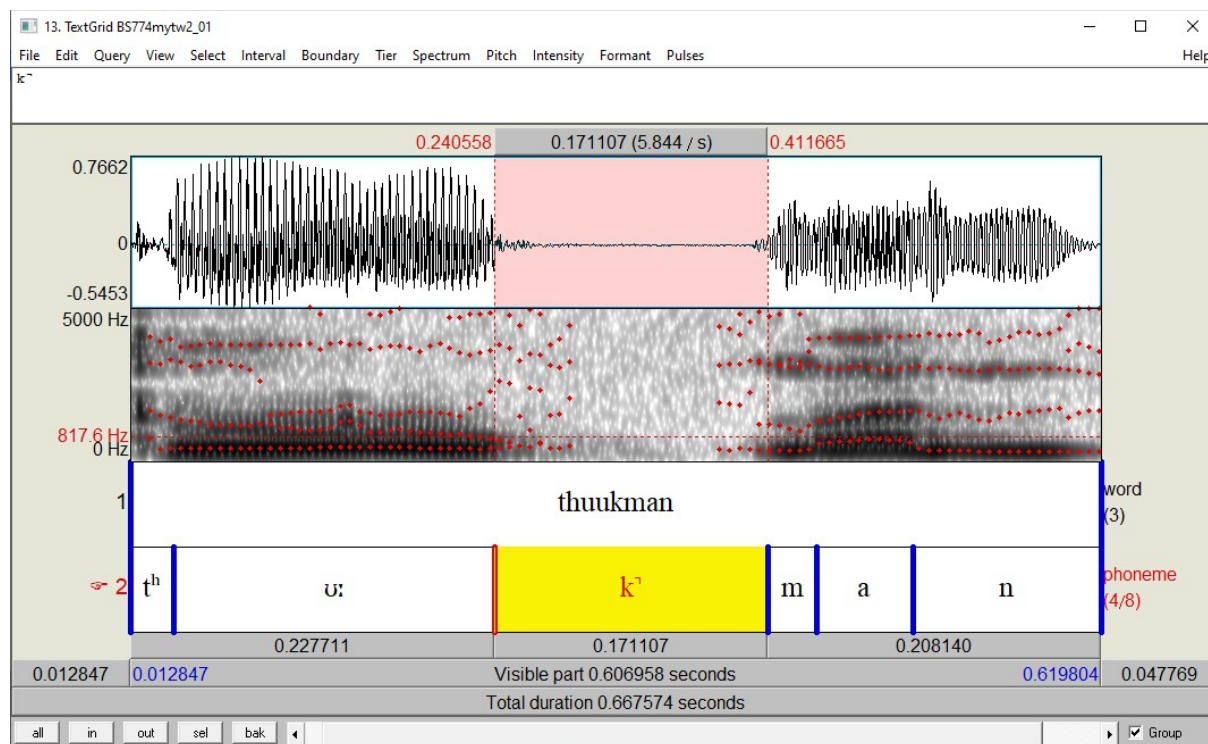 13. TextGrid BS774mytw2_01
File Edit Query View Select Interval Boundary Tier Spectrum Pitch Intensity Formant Pulses Help
k̚
0.240558 0.171107 (5.844 / s) 0.411665
0.7662
0
-0.5453
5000 Hz
817.6 Hz
0 Hz
1 thuukman word
(3)
☞ 2 tʰ ʊː k̚ m a n phoneme
(4/8)
0.227711 0.171107 0.208140
0.012847 0.012847 Visible part 0.606958 seconds 0.619804 0.047769
Total duration 0.667574 seconds
all in out sel bak Group